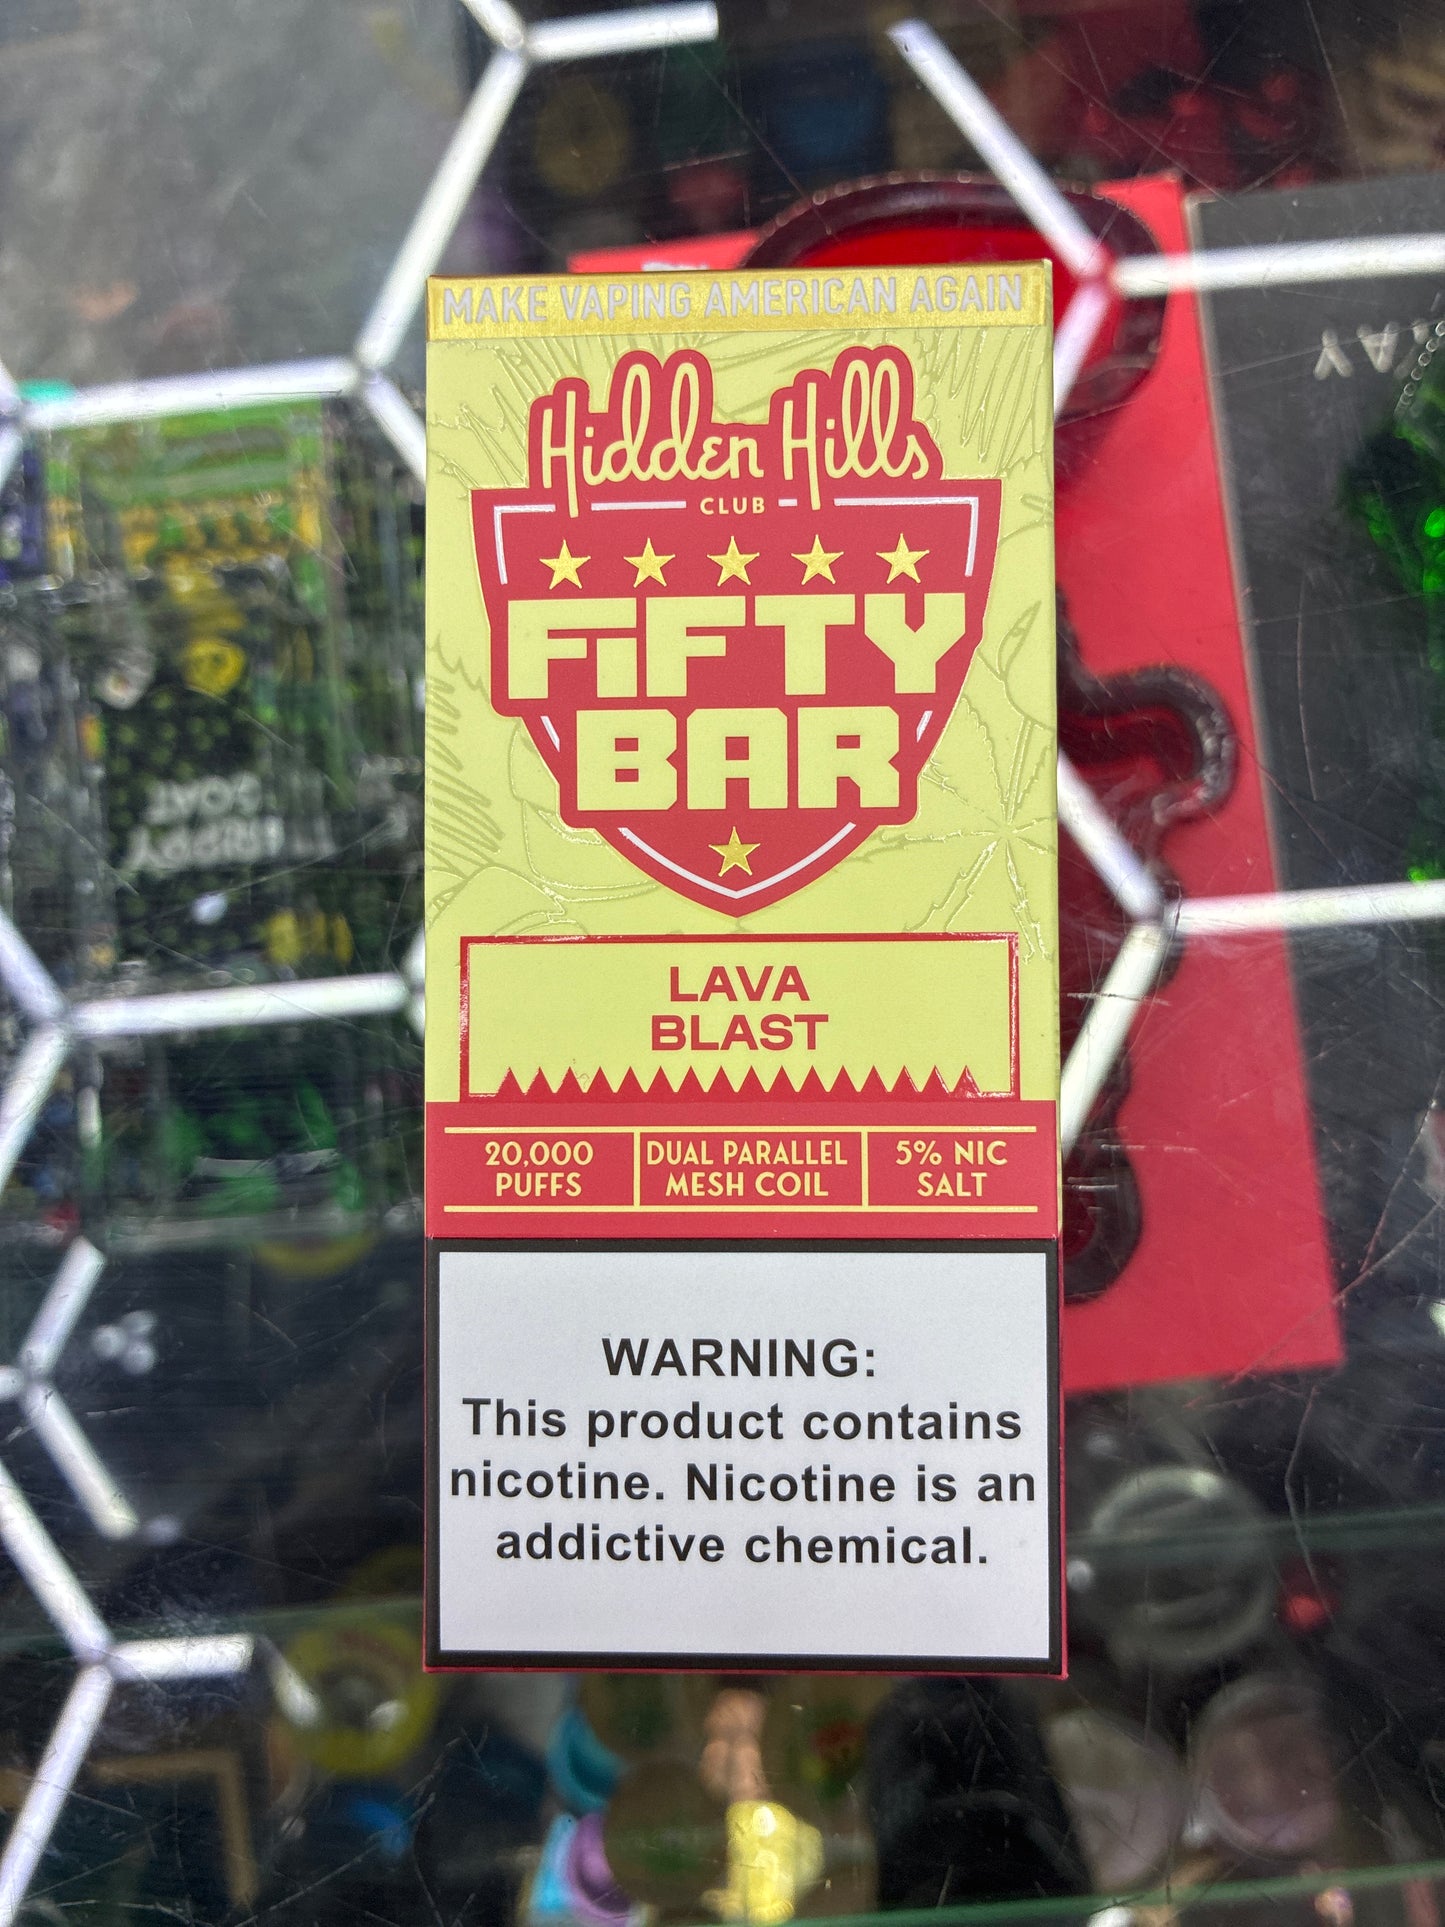 MAKE VAPING AMERICAN AGAIN
Hidden Hills
CLUB
FiFTY
BAR
LAVA
BLAST
20,000
PUFFS
DUAL PARALLEL
MESH COIL
5% NIC
SALT
WARNING:
This product contains
nicotine. Nicotine is an
addictive chemical.